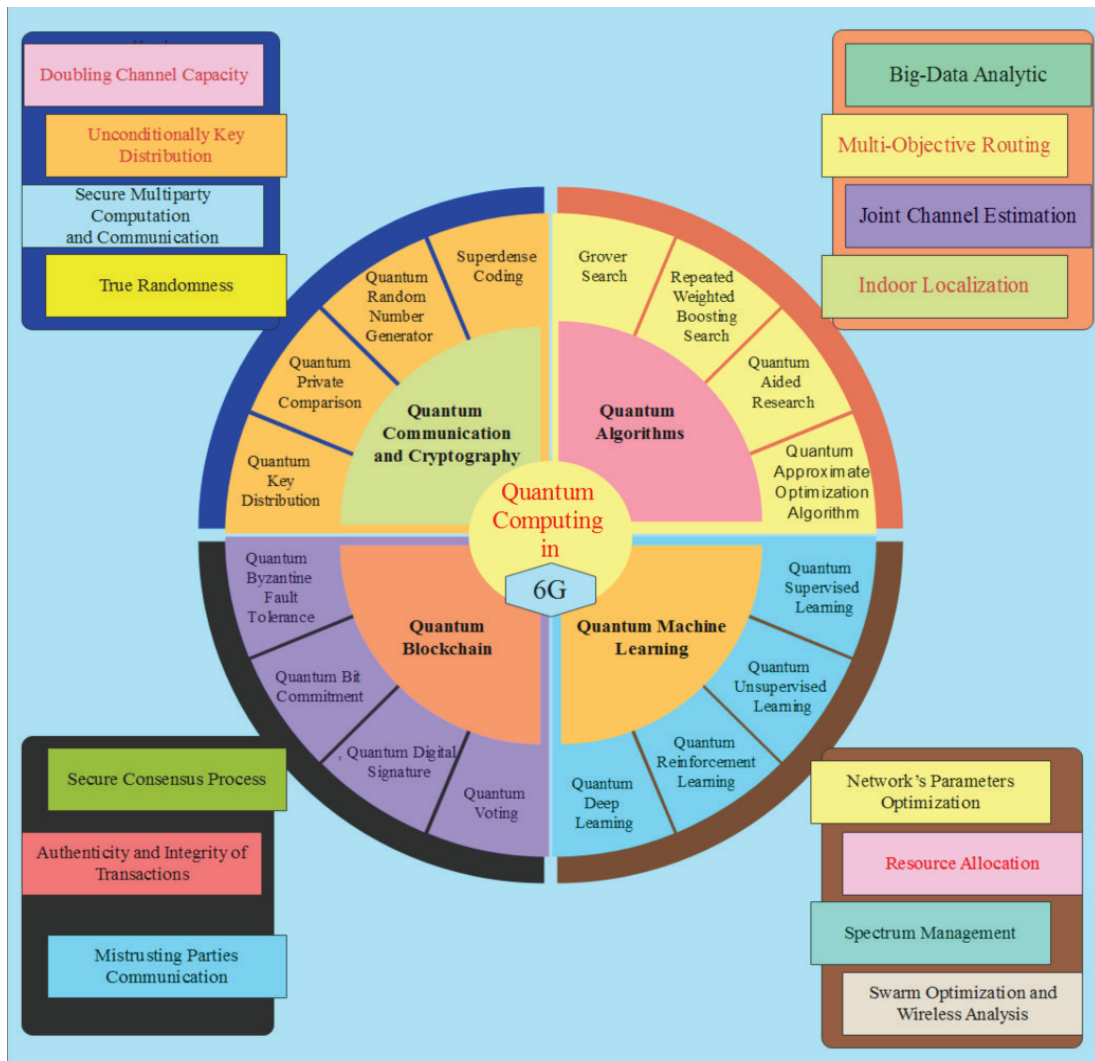 Doubling Channel Capacity
Unconditionally Key
Distribution
Secure Multiparty
Computation
and Communication
True Randomness
Big-Data Analytic
Multi-Objective Routing
Joint Channel Estimation
Indoor Localization
Superdense
Coding
Quantum
Random
Number
Generator
Quantum
Private
Comparison
Quantum
Key
Distribution
Quantum
Communication
and Cryptography
Grover
Search
Repeated
Weighted
Boosting
Search
Quantum
Aided
Research
Quantum
Approximate
Optimization
Algorithm
Quantum
Algorithms
Quantum
Computing
in
6G
Quantum
Byzantine
Fault
Tolerance
Quantum Bit
Commitment
, Quantum Digital
Signature
Quantum
Voting
Quantum
Blockchain
Quantum Machine
Learning
Quantum
Supervised
Learning
Quantum
Unsupervised
Learning
Quantum
Reinforcement
Learning
Quantum
Deep
Learning
Secure Consensus Process
Authenticity and Integrity of
Transactions
Mistrusting Parties
Communication
Network's Parameters
Optimization
Resource Allocation
Spectrum Management
Swarm Optimization and
Wireless Analysis